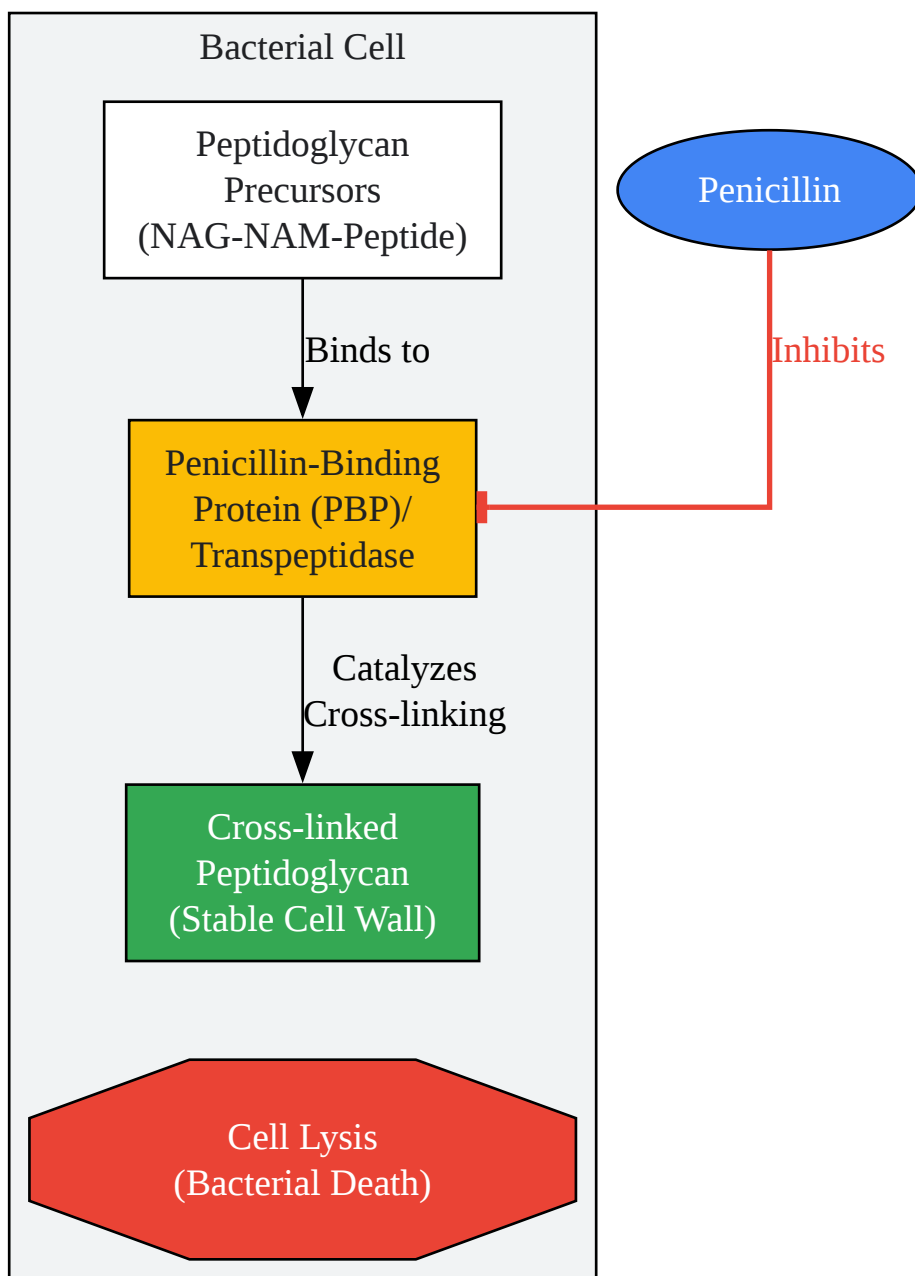 Bacterial Cell
Peptidoglycan
Precursors
(NAG-NAM-Peptide)
Penicillin
Binds to
Inhibits
Penicillin-Binding
Protein (PBP)/
Transpeptidase
Catalyzes
Cross-linking
Cross-linked
Peptidoglycan
(Stable Cell Wall)
Cell Lysis
(Bacterial Death)